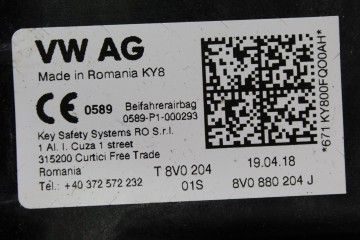 VW AG
Made in Romania KY8
CE 0589 Beifahrerairbag
0589-P1-000293
Key Safety Systems RO S.r.l.
1 Al. I. Cuza 1 street
315200 Curtici Free Trade
Romania
Tel.: +40 372 572 232
T 8V0 204
01S
19.04.18
8V0 880 204 J
*671KY800FQO0AH*